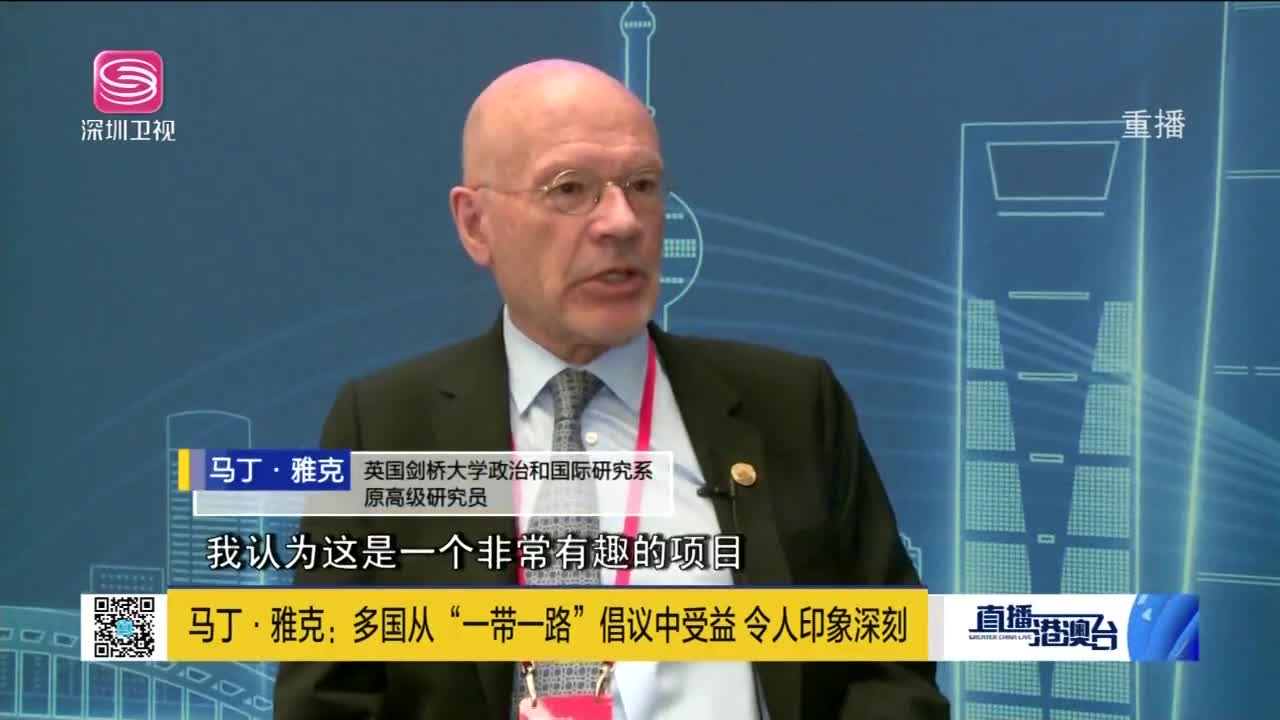 深圳卫视
重播
马丁·雅克
英国剑桥大学政治和国际研究系
原高级研究员
我认为这是一个非常有趣的项目
马丁·雅克：多国从“一带一路”倡议中受益 令人印象深刻
直播港澳台
GREATER CHINA LIVE